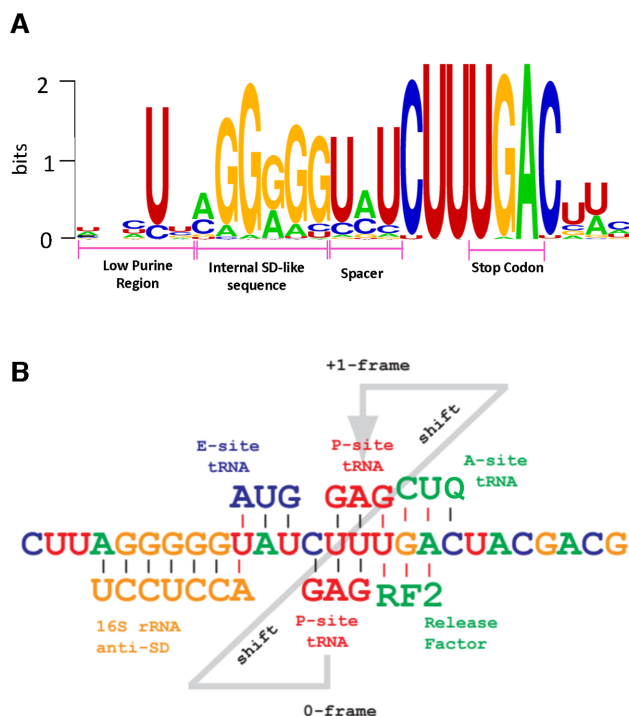 A
2
bits
1
0
U C U U A G G G G G U A U C U U U G A C U U C
Low Purine
Region
Internal SD-like
sequence
Spacer
Stop Codon
B
+1-frame
shift
E-site
tRNA
P-site
tRNA
A-site
tRNA
AUG GAG CUQ
CUUAGGGGGUAUCUUUGACUACGACG
UCCUCCA GAG RF2
16S rRNA
anti-SD
shift
P-site
tRNA
Release
Factor
0-frame